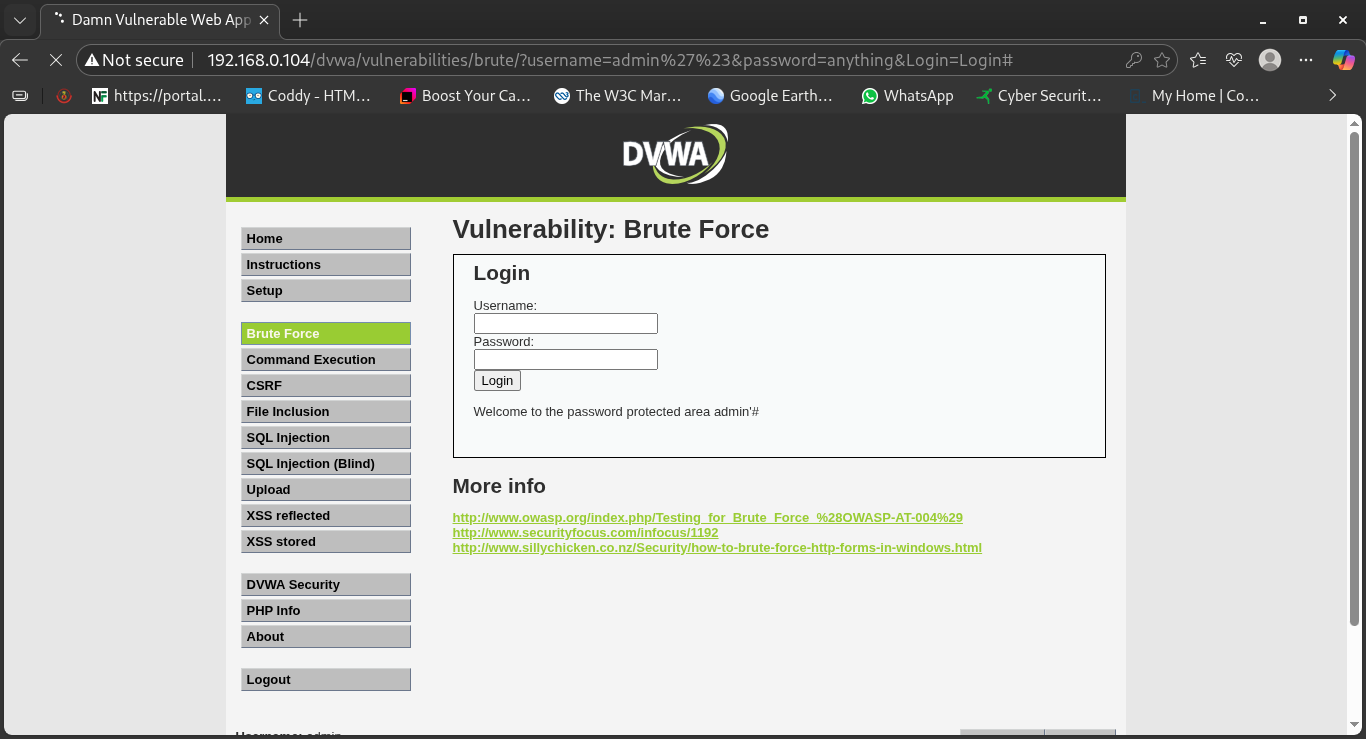 Damn Vulnerable Web App
Not secure 192.168.0.104/dvwa/vulnerabilities/brute/?username=admin%27%23&password=anything&Login=Login#
https://portal.... Coddy - HTM... Boost Your Ca... The W3C Mar... Google Earth... WhatsApp Cyber Securit... My Home | Co...
DVWA
Home
Instructions
Setup
Brute Force
Command Execution
CSRF
File Inclusion
SQL Injection
SQL Injection (Blind)
Upload
XSS reflected
XSS stored
DVWA Security
PHP Info
About
Logout
Vulnerability: Brute Force
Login
Username:
Password:
Login
Welcome to the password protected area admin'#
More info
http://www.owasp.org/index.php/Testing_for_Brute_Force_%28OWASP-AT-004%29
http://www.securityfocus.com/infocus/1192
http://www.sillychicken.co.nz/Security/how-to-brute-force-http-forms-in-windows.html
Username: admin